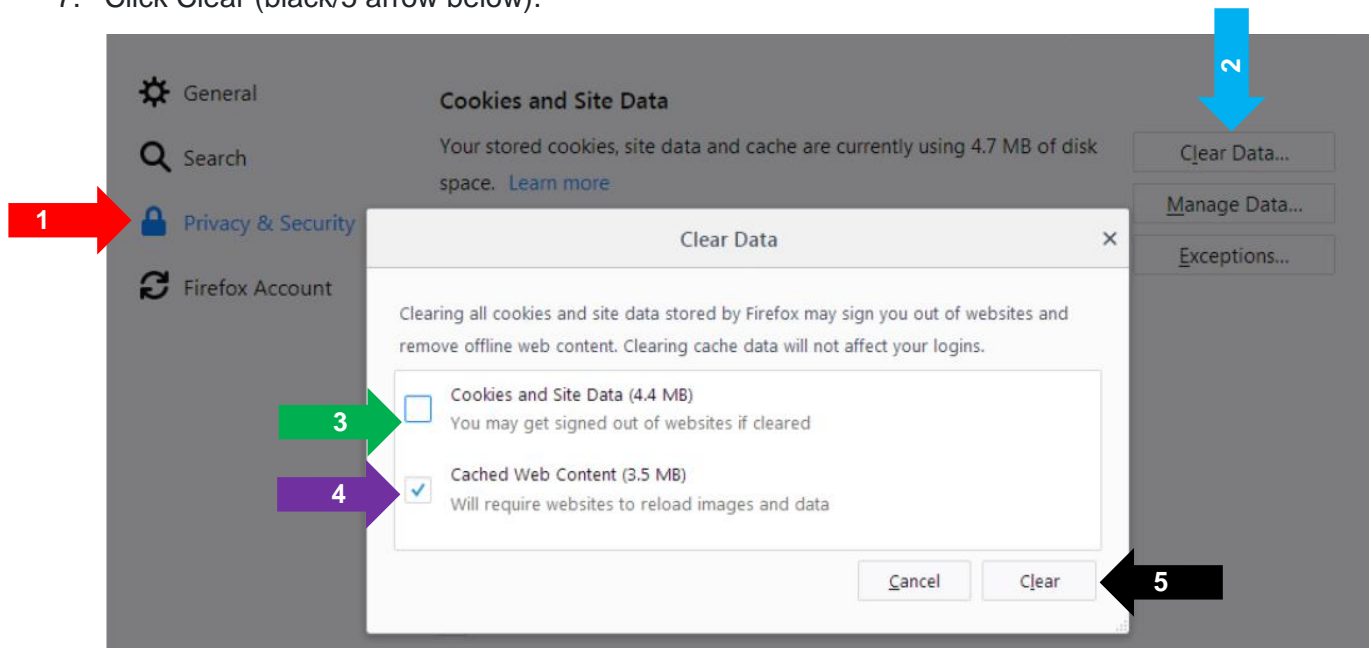 7. Click Clear (black/5 arrow below).
2
General
Cookies and Site Data
Search
Your stored cookies, site data and cache are currently using 4.7 MB of disk
space. Learn more
Clear Data...
Manage Data...
Exceptions...
1
Privacy & Security
Firefox Account
Clear Data
×
Clearing all cookies and site data stored by Firefox may sign you out of websites and
remove offline web content. Clearing cache data will not affect your logins.
3
Cookies and Site Data (4.4 MB)
You may get signed out of websites if cleared
4
Cached Web Content (3.5 MB)
Will require websites to reload images and data
Cancel
Clear
5